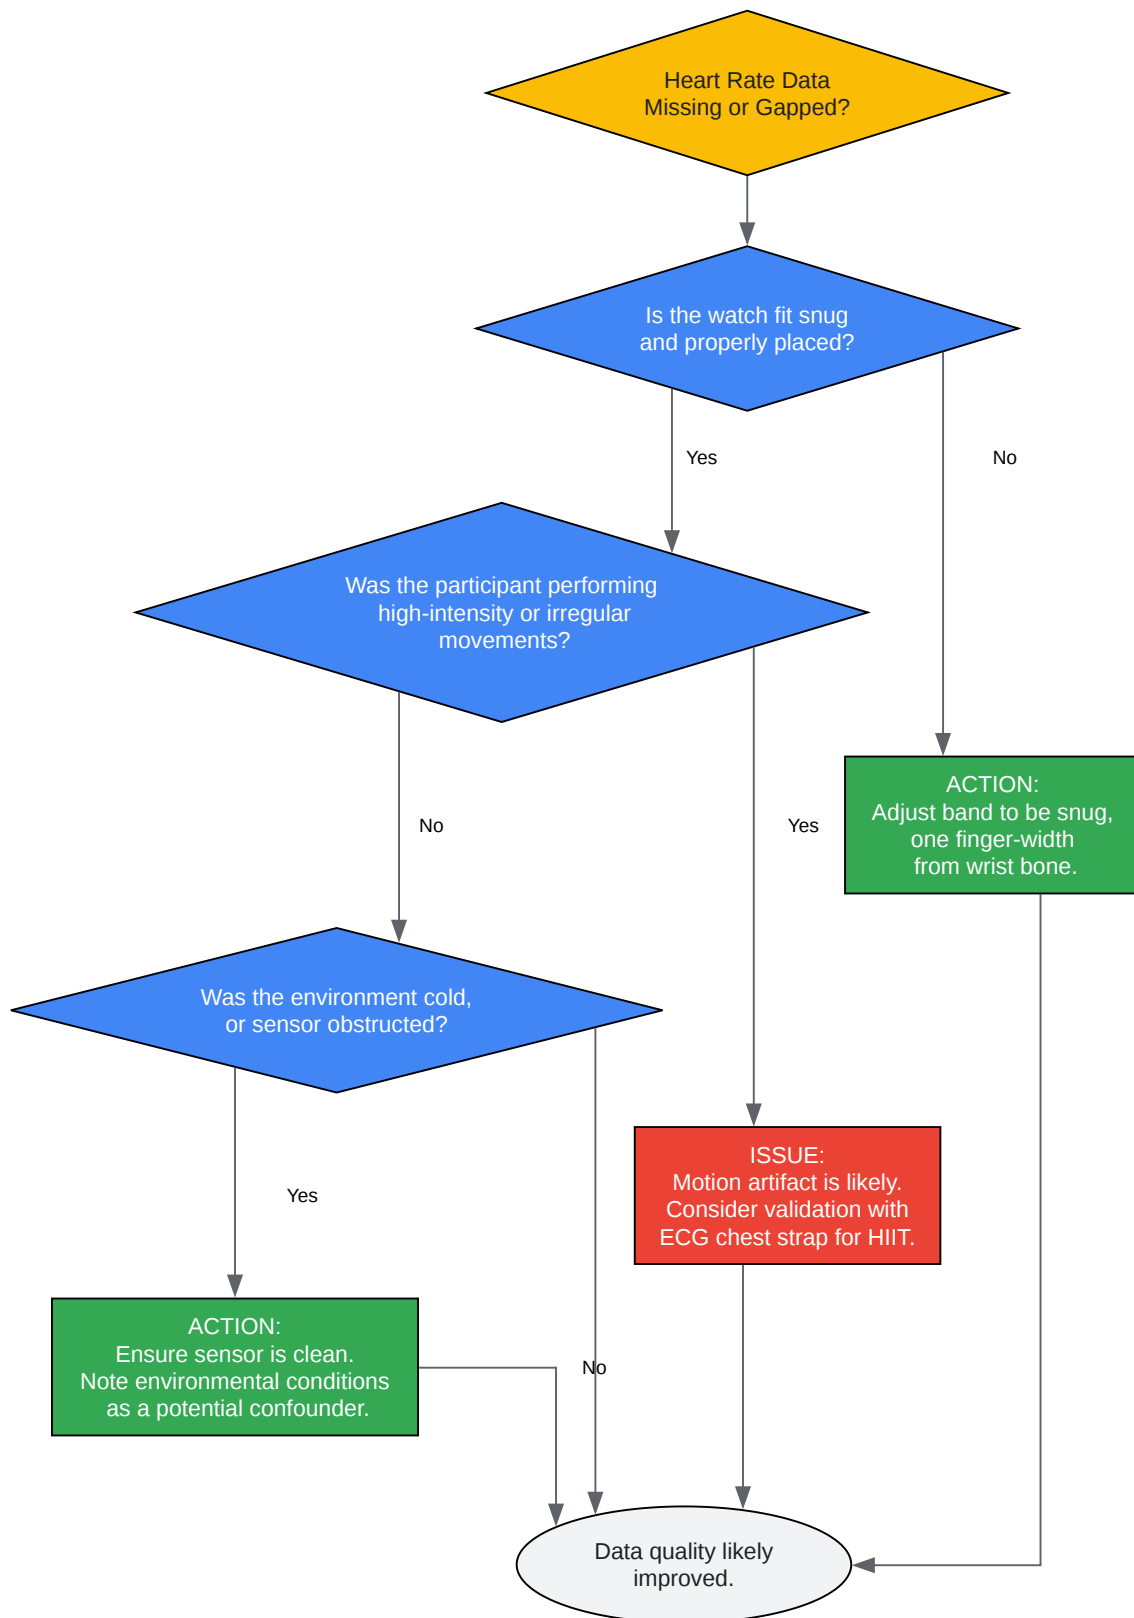 Heart Rate Data
Missing or Gapped?
Is the watch fit snug
and properly placed?
Yes
No
Was the participant performing
high-intensity or irregular
movements?
ACTION:
Adjust band to be snug,
one finger-width
from wrist bone.
No
Yes
Was the environment cold,
or sensor obstructed?
ISSUE:
Motion artifact is likely.
Consider validation with
ECG chest strap for HIIT.
Yes
ACTION:
Ensure sensor is clean.
Note environmental conditions
as a potential confounder.
No
Data quality likely
improved.